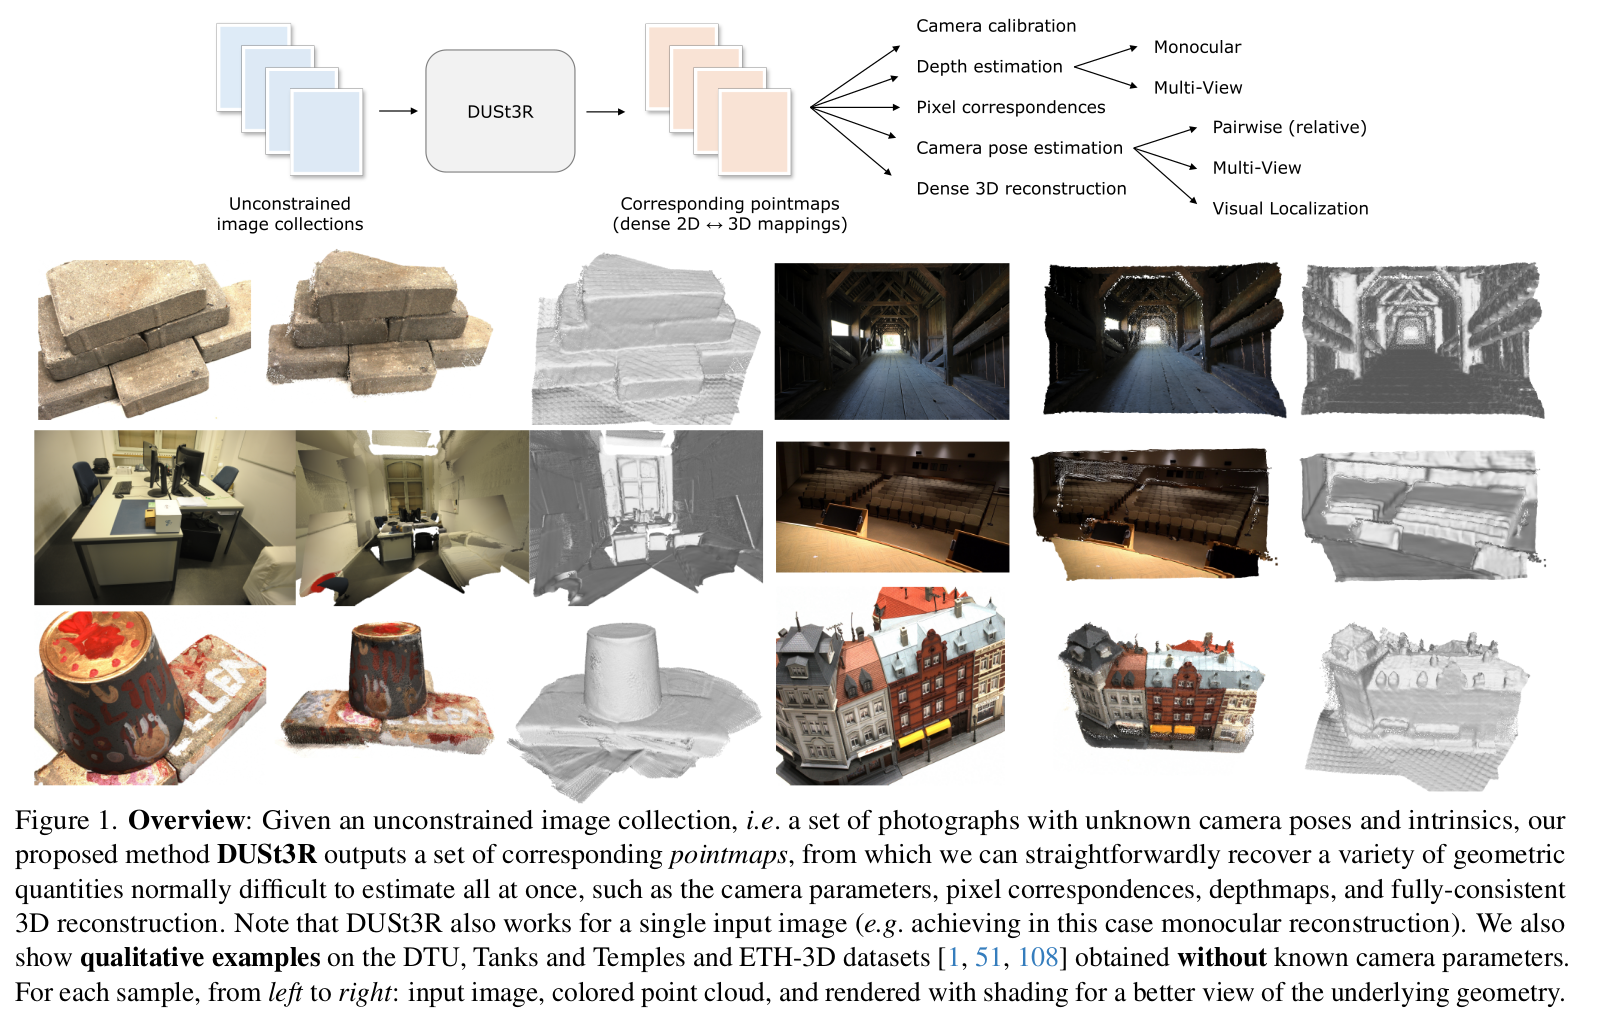 Camera calibration
Depth estimation
Monocular
Multi-View
Pixel correspondences
Camera pose estimation
Pairwise (relative)
Multi-View
Visual Localization
Dense 3D reconstruction
DUSt3R
Unconstrained
image collections
Corresponding pointmaps
(dense 2D ↔ 3D mappings)
Figure 1. Overview: Given an unconstrained image collection, i.e. a set of photographs with unknown camera poses and intrinsics, our
proposed method DUSt3R outputs a set of corresponding pointmaps, from which we can straightforwardly recover a variety of geometric
quantities normally difficult to estimate all at once, such as the camera parameters, pixel correspondences, depthmaps, and fully-consistent
3D reconstruction. Note that DUSt3R also works for a single input image (e.g. achieving in this case monocular reconstruction). We also
show qualitative examples on the DTU, Tanks and Temples and ETH-3D datasets [1, 51, 108] obtained without known camera parameters.
For each sample, from left to right: input image, colored point cloud, and rendered with shading for a better view of the underlying geometry.